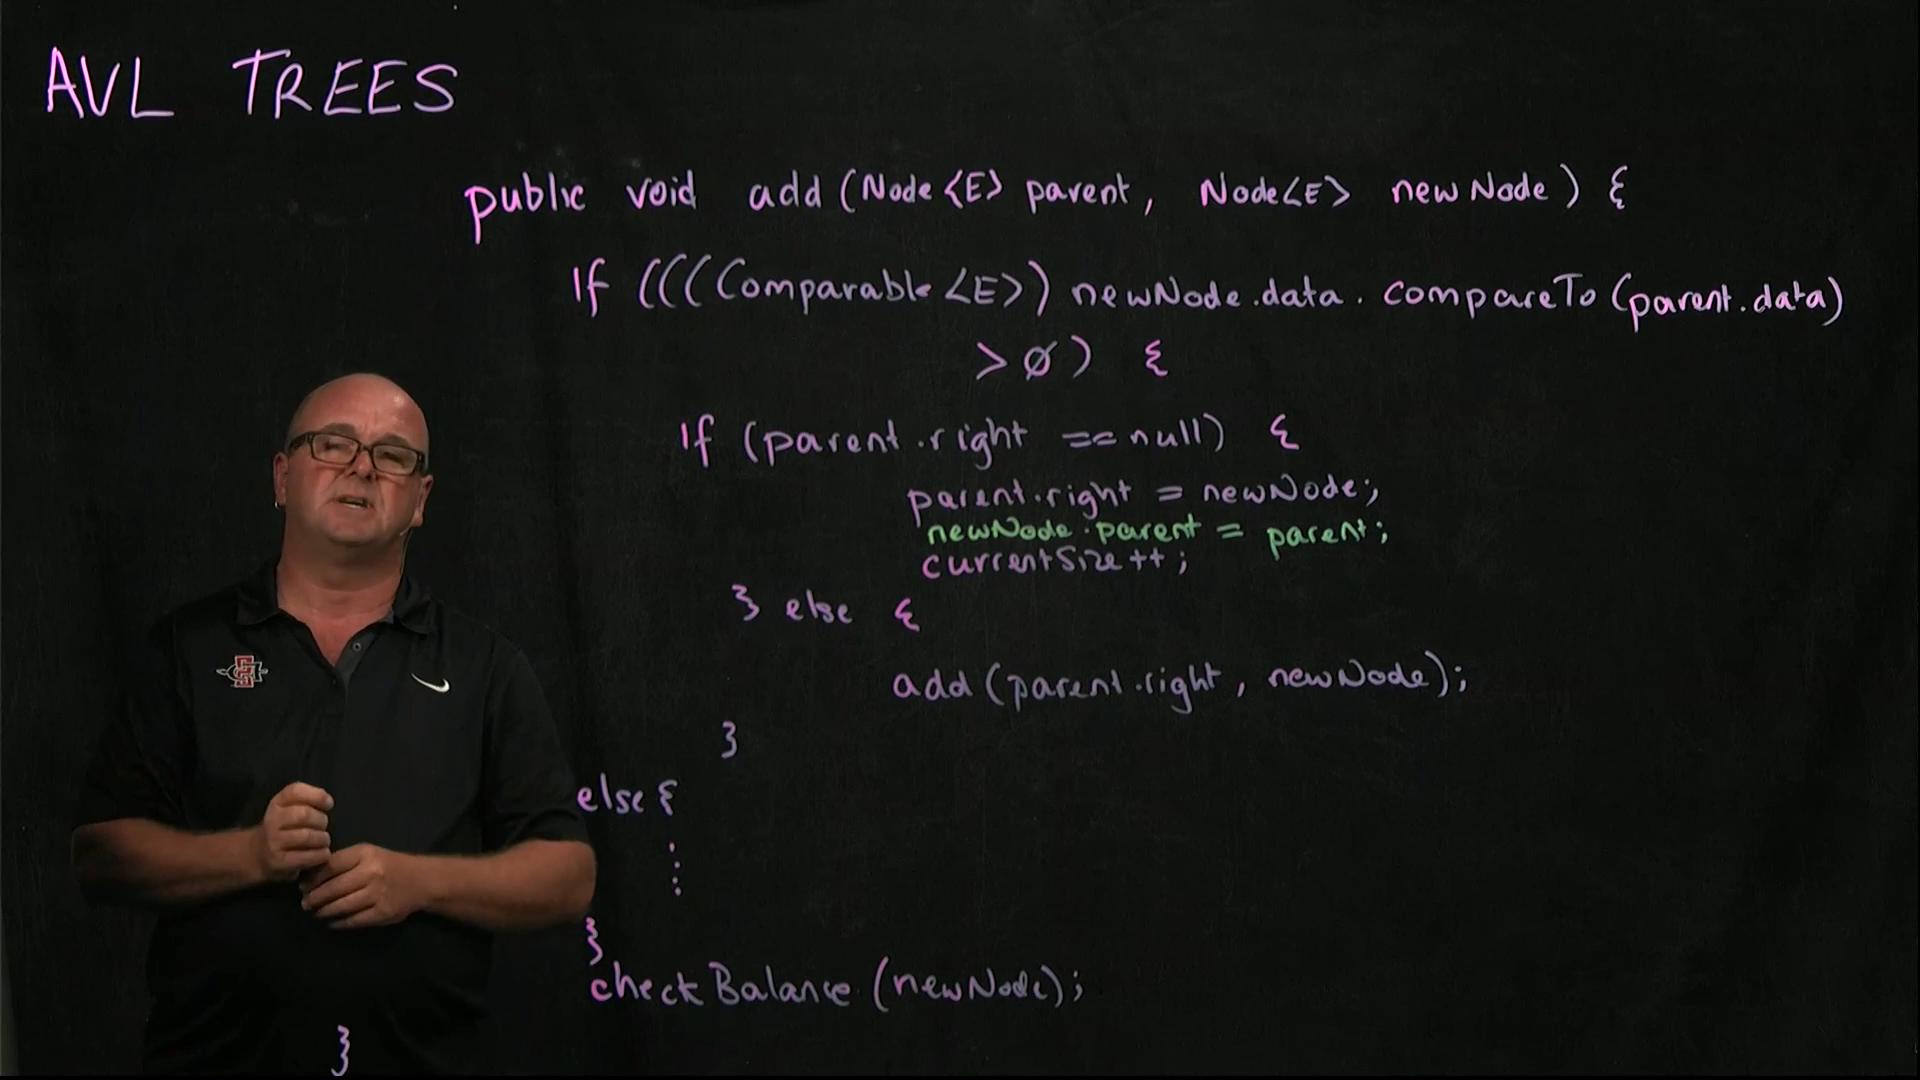 AVL TREES
public void add (Node <E> parent, Node<E> newNode) {
If (((Comparable <E>) newNode.data. compareTo (parent.data)
> 0) {
If (parent.right == null) {
parent.right = newNode;
newNode.parent = parent;
currentSize ++;
} else {
add (parent.right, newNode);
}
else {
⋮
}
checkBalance (newNode);
}